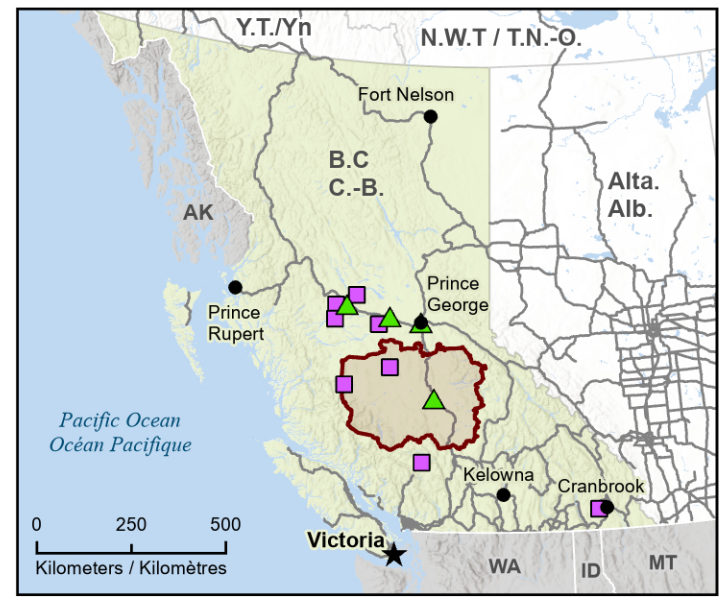 Y.T./Yn
N.W.T / T.N.-O.
Fort Nelson
B.C
C.-B.
Alta.
Alb.
AK
Prince
George
Prince
Rupert
Pacific Ocean
Océan Pacifique
Kelowna
Cranbrook
0 250 500
Kilometers / Kilomètres
Victoria
WA
ID
MT